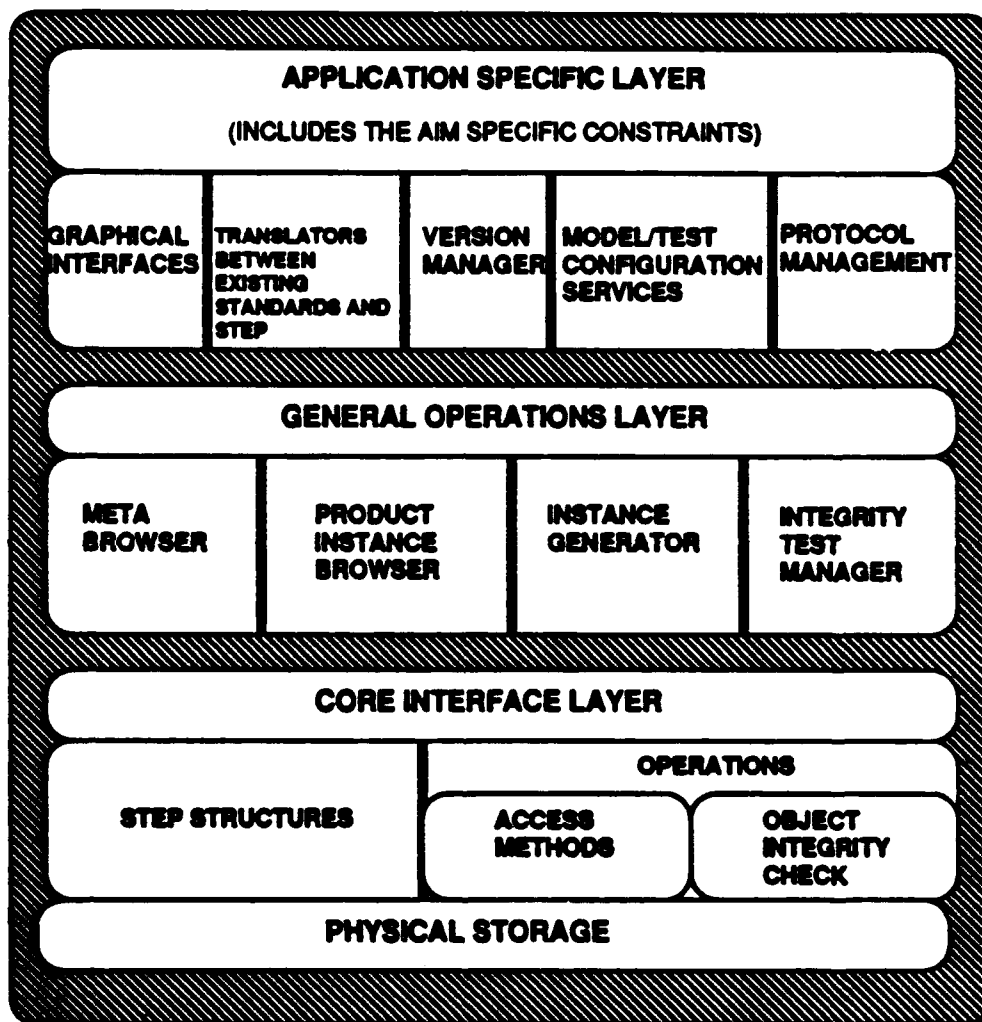 APPLICATION SPECIFIC LAYER
(INCLUDES THE AIM SPECIFIC CONSTRAINTS)
GRAPHICAL
INTERFACES
TRANSLATORS
BETWEEN
EXISTING
STANDARDS AND
STEP
VERSION
MANAGER
MODEL/TEST
CONFIGURATION
SERVICES
PROTOCOL
MANAGEMENT
GENERAL OPERATIONS LAYER
META
BROWSER
PRODUCT
INSTANCE
BROWSER
INSTANCE
GENERATOR
INTEGRITY
TEST
MANAGER
CORE INTERFACE LAYER
STEP STRUCTURES
OPERATIONS
ACCESS
METHODS
OBJECT
INTEGRITY
CHECK
PHYSICAL STORAGE